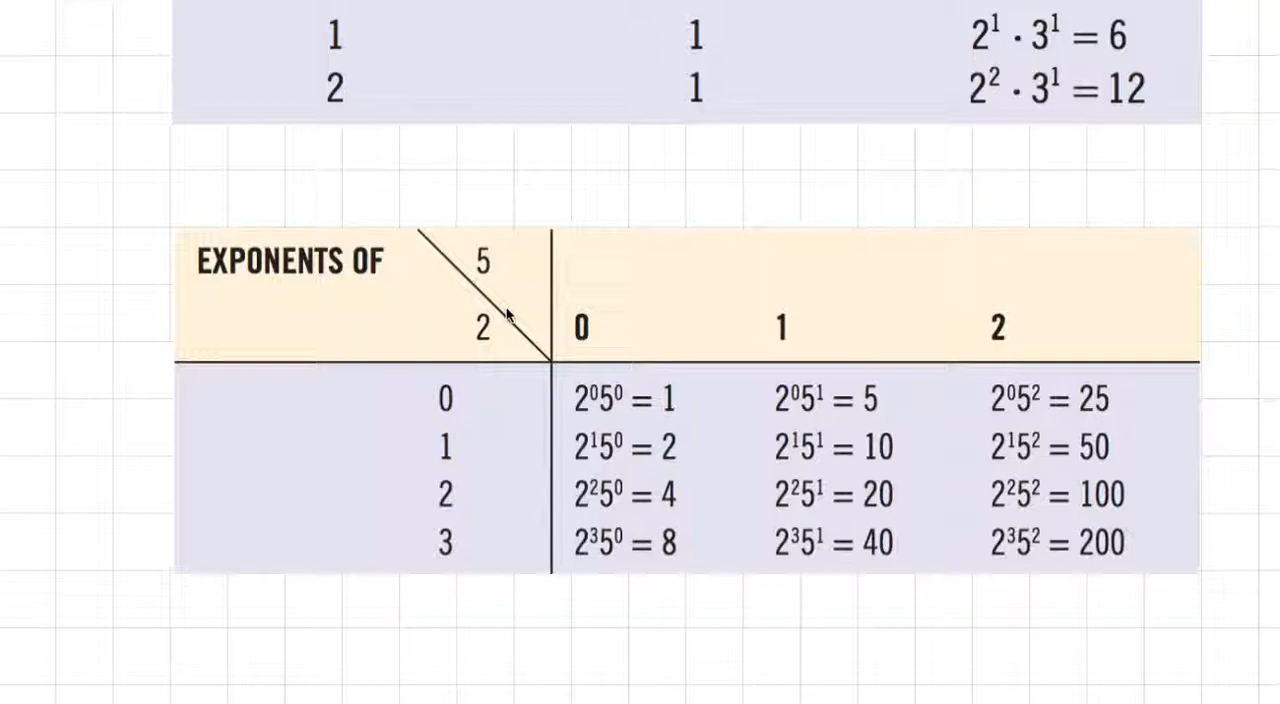 1 1 2¹ · 3¹ = 6
2 1 2² · 3¹ = 12
EXPONENTS OF 5
2 0 1 2
0 2⁰5⁰ = 1 2⁰5¹ = 5 2⁰5² = 25
1 2¹5⁰ = 2 2¹5¹ = 10 2¹5² = 50
2 2²5⁰ = 4 2²5¹ = 20 2²5² = 100
3 2³5⁰ = 8 2³5¹ = 40 2³5² = 200